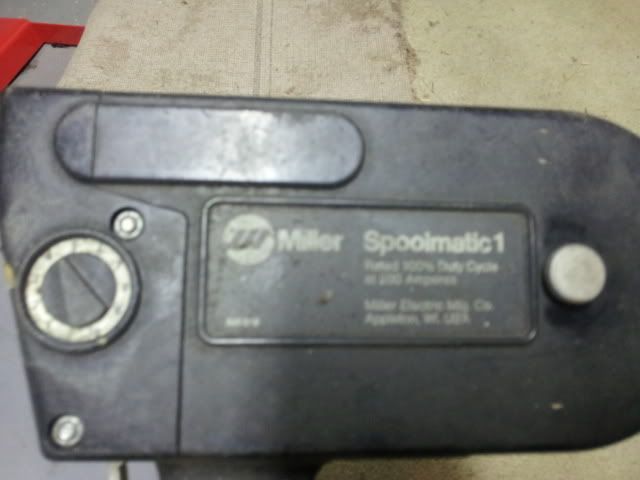 Miller Spoolmatic 1
Rated 100% Duty Cycle
at 200 Amperes
Miller Electric Mfg. Co.
Appleton, WI. USA